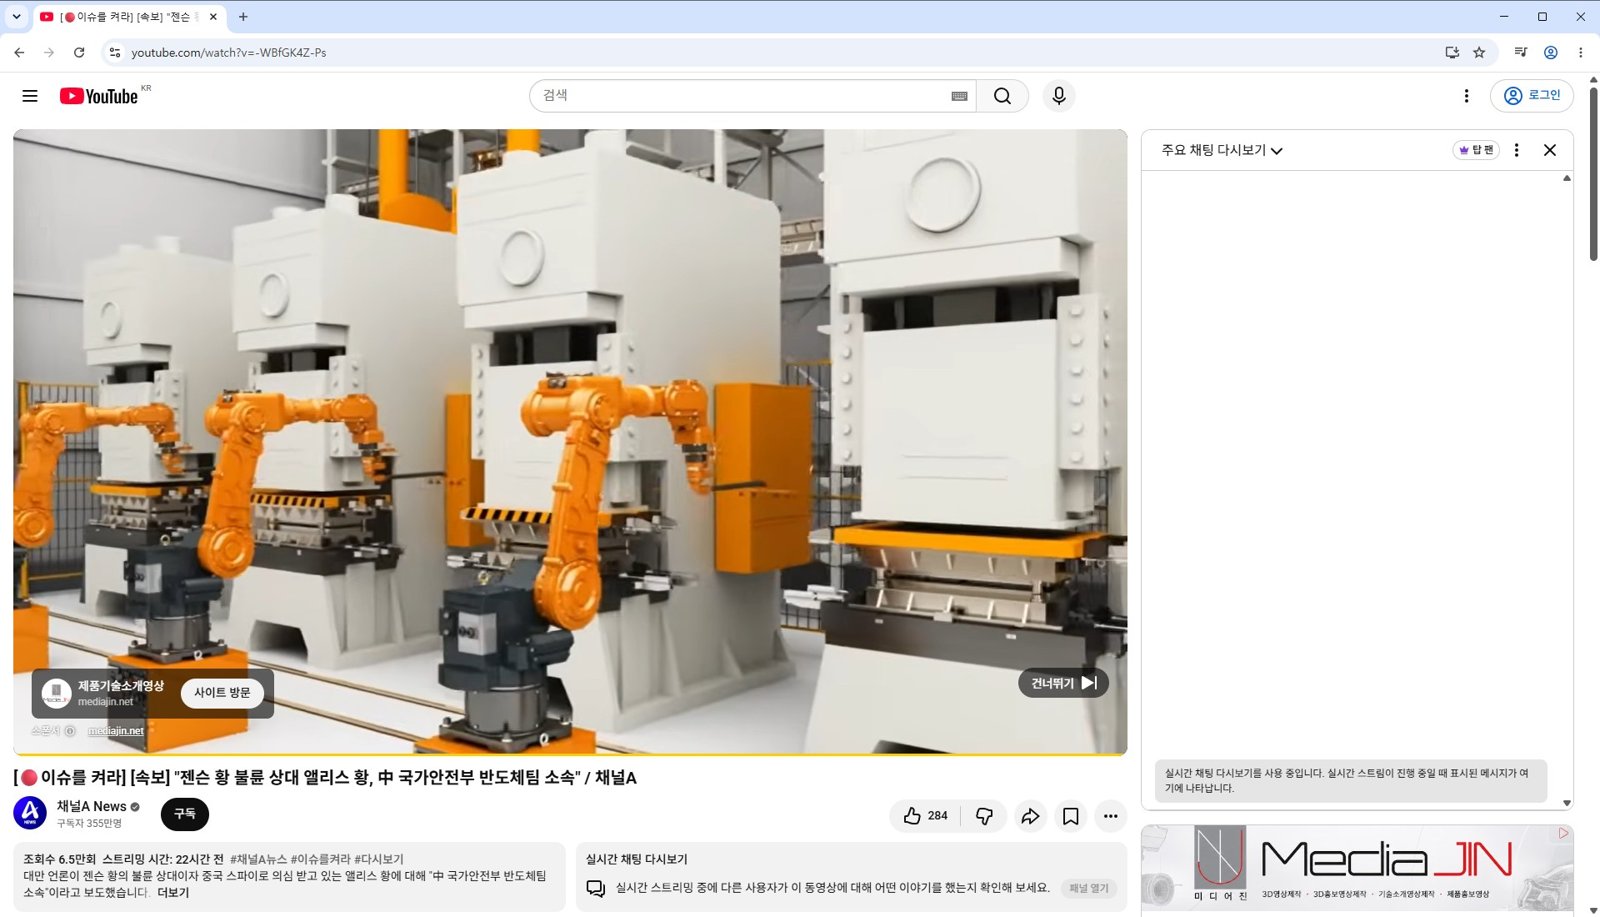 [🔴이슈를 켜라] [속보] "젠슨 황
youtube.com/watch?v=-WBfGK4Z-Ps
YouTube KR
검색
로그인
주요 채팅 다시보기
탑 팬
제품기술소개영상
mediajin.net
사이트 방문
건너뛰기
스폰서
mediajin.net
실시간 채팅 다시보기를 사용 중입니다. 실시간 스트림이 진행 중일 때 표시된 메시지가 여
기에 나타납니다.
[🔴이슈를 켜라] [속보] "젠슨 황 불륜 상대 앨리스 황, 中 국가안전부 반도체팀 소속" / 채널A
채널A News
구독자 355만명
구독
284
조회수 6.5만회 스트리밍 시간: 22시간 전 #채널A뉴스 #이슈를켜라 #다시보기
대만 언론이 젠슨 황의 불륜 상대이자 중국 스파이로 의심 받고 있는 앨리스 황에 대해 "中 국가안전부 반도체팀
소속"이라고 보도했습니다. 더보기
실시간 채팅 다시보기
실시간 스트리밍 중에 다른 사용자가 이 동영상에 대해 어떤 이야기를 했는지 확인해 보세요.
패널 열기
Media JIN
미디어진
3D영상제작 · 3D홍보영상제작 · 기술소개영상제작 · 제품홍보영상